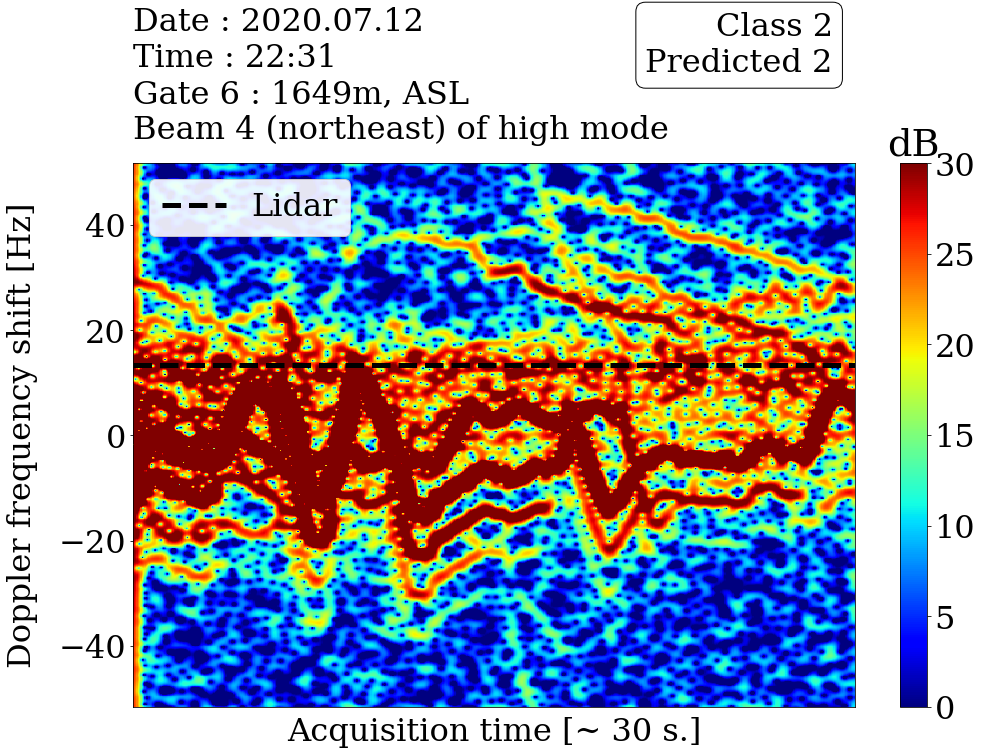 Date : 2020.07.12
Time : 22:31
Gate 6 : 1649m, ASL
Beam 4 (northeast) of high mode
Class 2
Predicted 2
dB
Lidar
Doppler frequency shift [Hz]
40
20
0
−20
−40
30
25
20
15
10
5
0
Acquisition time [~ 30 s.]